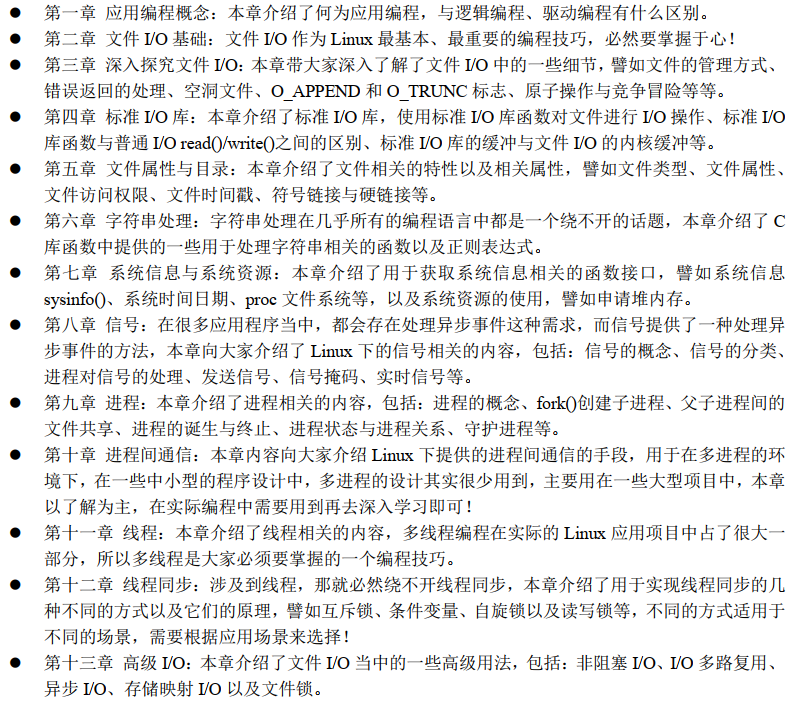 ● 第一章 应用编程概念：本章介绍了何为应用编程，与逻辑编程、驱动编程有什么区别。
● 第二章 文件 I/O 基础：文件 I/O 作为 Linux 最基本、最重要的编程技巧，必然要掌握于心！
● 第三章 深入探究文件 I/O：本章带大家深入了解了文件 I/O 中的一些细节，譬如文件的管理方式、
错误返回的处理、空洞文件、O_APPEND 和 O_TRUNC 标志、原子操作与竞争冒险等等。
● 第四章 标准 I/O 库：本章介绍了标准 I/O 库，使用标准 I/O 库函数对文件进行 I/O 操作、标准 I/O
库函数与普通 I/O read()/write()之间的区别、标准 I/O 库的缓冲与文件 I/O 的内核缓冲等。
● 第五章 文件属性与目录：本章介绍了文件相关的特性以及相关属性，譬如文件类型、文件属性、
文件访问权限、文件时间戳、符号链接与硬链接等。
● 第六章 字符串处理：字符串处理在几乎所有的编程语言中都是一个绕不开的话题，本章介绍了 C
库函数中提供的一些用于处理字符串相关的函数以及正则表达式。
● 第七章 系统信息与系统资源：本章介绍了用于获取系统信息相关的函数接口，譬如系统信息
sysinfo()、系统时间日期、proc 文件系统等，以及系统资源的使用，譬如申请堆内存。
● 第八章 信号：在很多应用程序当中，都会存在处理异步事件这种需求，而信号提供了一种处理异
步事件的方法，本章向大家介绍了 Linux 下的信号相关的内容，包括：信号的概念、信号的分类、
进程对信号的处理、发送信号、信号掩码、实时信号等。
● 第九章 进程：本章介绍了进程相关的内容，包括：进程的概念、fork()创建子进程、父子进程间的
文件共享、进程的诞生与终止、进程状态与进程关系、守护进程等。
● 第十章 进程间通信：本章内容向大家介绍 Linux 下提供的进程间通信的手段，用于在多进程的环
境下，在一些中小型的程序设计中，多进程的设计其实很少用到，主要用在一些大型项目中，本章
以了解为主，在实际编程中需要用到再去深入学习即可！
● 第十一章 线程：本章介绍了线程相关的内容，多线程编程在实际的 Linux 应用项目中占了很大一
部分，所以多线程是大家必须要掌握的一个编程技巧。
● 第十二章 线程同步：涉及到线程，那就必然绕不开线程同步，本章介绍了用于实现线程同步的几
种不同的方式以及它们的原理，譬如互斥锁、条件变量、自旋锁以及读写锁等，不同的方式适用于
不同的场景，需要根据应用场景来选择！
● 第十三章 高级 I/O：本章介绍了文件 I/O 当中的一些高级用法，包括：非阻塞 I/O、I/O 多路复用、
异步 I/O、存储映射 I/O 以及文件锁。